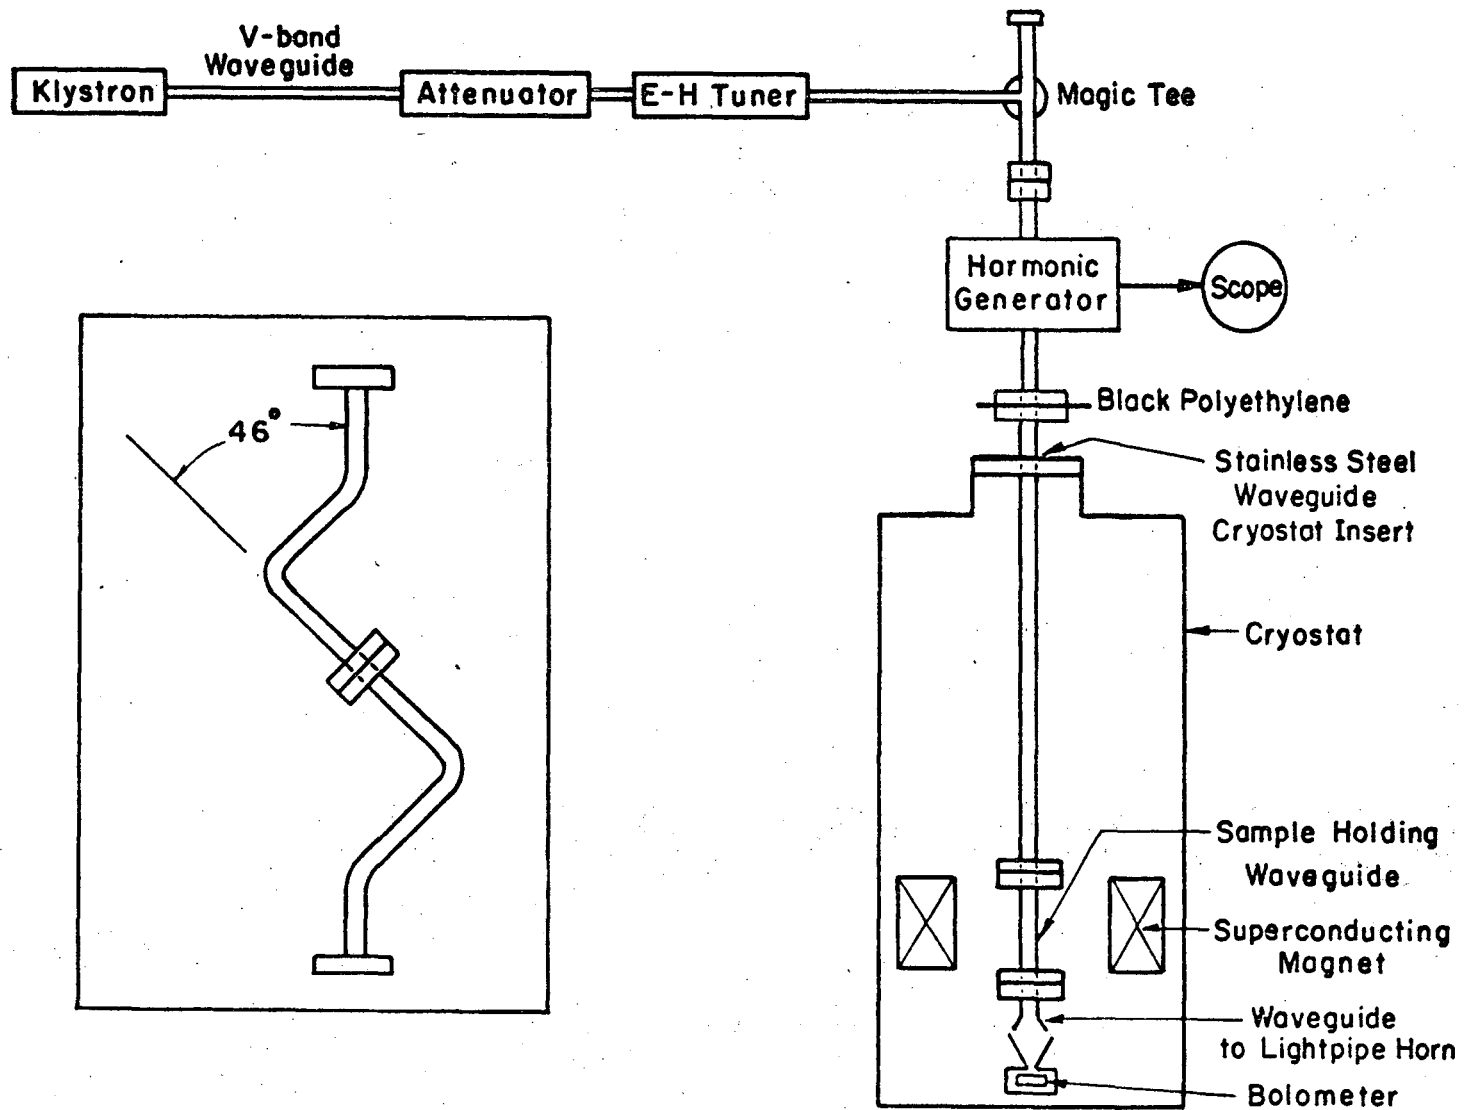 V-band
Waveguide
Klystron
Attenuator
E-H Tuner
Magic Tee
Harmonic
Generator
Scope
Black Polyethylene
46°
Stainless Steel
Waveguide
Cryostat Insert
Cryostat
Sample Holding
Waveguide
Superconducting
Magnet
Waveguide
to Lightpipe Horn
Bolometer